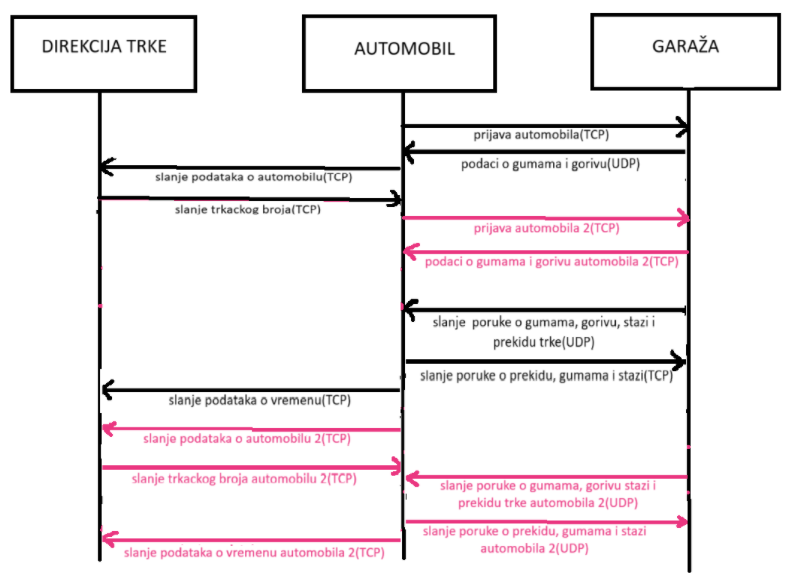 DIREKCIJA TRKE
AUTOMOBIL
GARAŽA
prijava automobila(TCP)
podaci o gumama i gorivu(UDP)
slanje podataka o automobilu(TCP)
slanje trkackog broja(TCP)
prijava automobila 2(TCP)
podaci o gumama i gorivu automobila 2(TCP)
slanje poruke o gumama, gorivu, stazi i
prekidu trke(UDP)
slanje poruke o prekidu, gumama i stazi(TCP)
slanje podataka o vremenu(TCP)
slanje podataka o automobilu 2(TCP)
slanje trkackog broja automobilu 2(TCP)
slanje poruke o gumama, gorivu stazi i
prekidu trke automobila 2(UDP)
slanje poruke o prekidu, gumama i stazi
automobila 2(UDP)
slanje podataka o vremenu automobila 2(TCP)